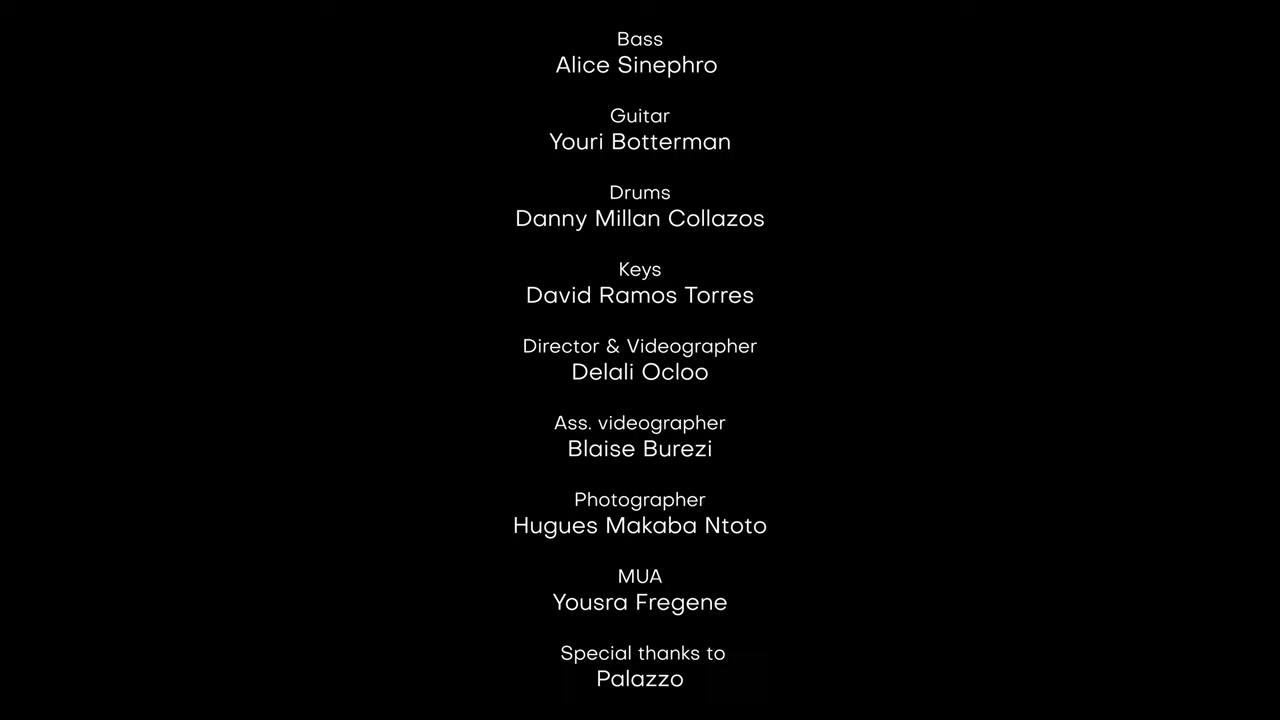 Bass
Alice Sinephro
Guitar
Youri Botterman
Drums
Danny Millan Collazos
Keys
David Ramos Torres
Director & Videographer
Delali Ocloo
Ass. videographer
Blaise Burezi
Photographer
Hugues Makaba Ntoto
MUA
Yousra Fregene
Special thanks to
Palazzo